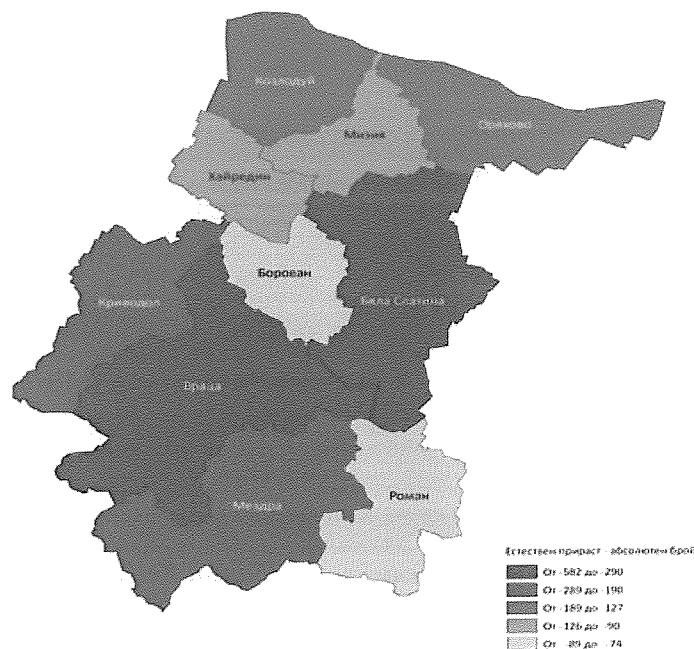 Козлодуй
Оряхово
Мизия
Хайредин
Борован
Бяла Слатина
Криводол
Враца
Роман
Мездра
Естествен прираст - абсолютен брой
От -582 до -290
От -289 до -190
От -189 до -127
От -126 до -90
От -89 до -74